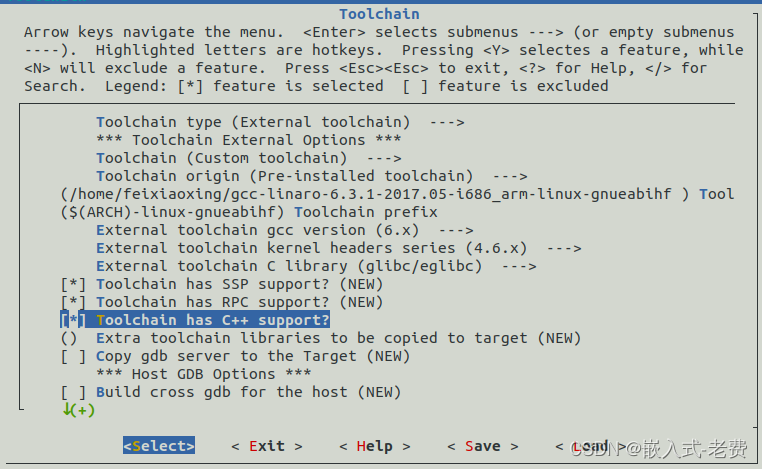 Toolchain
Arrow keys navigate the menu.  <Enter> selects submenus ---> (or empty submenus
----).  Highlighted letters are hotkeys.  Pressing <Y> selectes a feature, while
<N> will exclude a feature.  Press <Esc><Esc> to exit, <?> for Help, </> for
Search.  Legend: [*] feature is selected  [ ] feature is excluded
Toolchain type (External toolchain)  --->
*** Toolchain External Options ***
Toolchain (Custom toolchain)  --->
Toolchain origin (Pre-installed toolchain)  --->
(/home/feixiaoxing/gcc-linaro-6.3.1-2017.05-i686_arm-linux-gnueabihf ) Tool
($(ARCH)-linux-gnueabihf) Toolchain prefix
External toolchain gcc version (6.x)  --->
External toolchain kernel headers series (4.6.x)  --->
External toolchain C library (glibc/eglibc)  --->
[*] Toolchain has SSP support? (NEW)
[*] Toolchain has RPC support? (NEW)
[*] Toolchain has C++ support?
()  Extra toolchain libraries to be copied to target (NEW)
[ ] Copy gdb server to the Target (NEW)
*** Host GDB Options ***
[ ] Build cross gdb for the host (NEW)
↓(+)
<Select>    < Exit >    < Help >    < Save >    < Load >
CSDN @嵌入式-老费